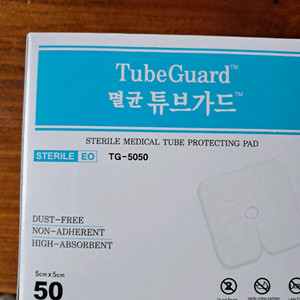 TubeGuard™
멸균 튜브가드™
STERILE MEDICAL TUBE PROTECTING PAD
STERILE EO TG-5050
DUST-FREE
NON-ADHERENT
HIGH-ABSORBENT
5cm x 5cm
50